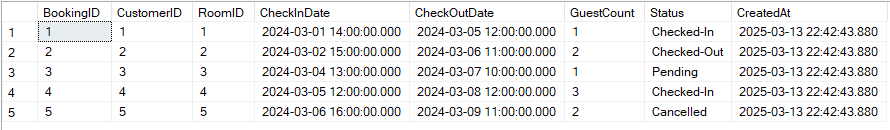 BookingID CustomerID RoomID CheckInDate CheckOutDate GuestCount Status CreatedAt
1 1 1 1 2024-03-01 14:00:00.000 2024-03-05 12:00:00.000 1 Checked-In 2025-03-13 22:42:43.880
2 2 2 2 2024-03-02 15:00:00.000 2024-03-06 11:00:00.000 2 Checked-Out 2025-03-13 22:42:43.880
3 3 3 3 2024-03-04 13:00:00.000 2024-03-07 10:00:00.000 1 Pending 2025-03-13 22:42:43.880
4 4 4 4 2024-03-05 12:00:00.000 2024-03-08 12:00:00.000 3 Checked-In 2025-03-13 22:42:43.880
5 5 5 5 2024-03-06 16:00:00.000 2024-03-09 11:00:00.000 2 Cancelled 2025-03-13 22:42:43.880